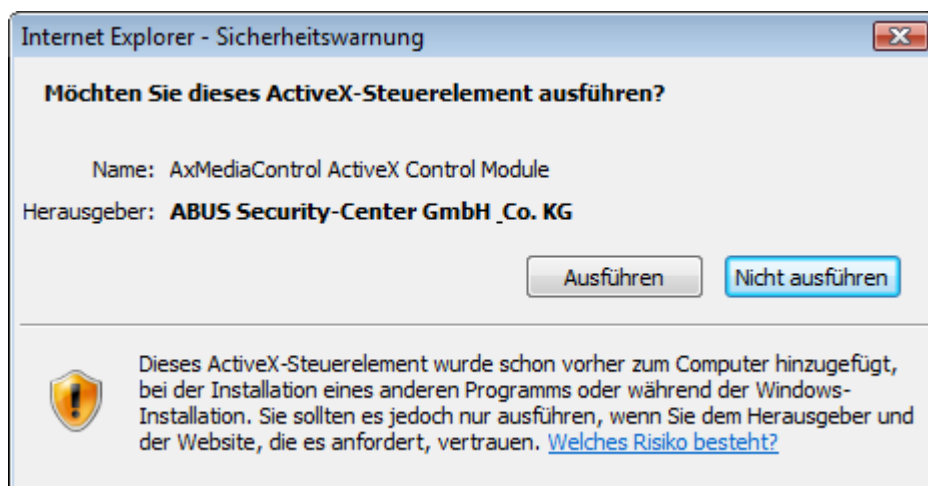 Internet Explorer - Sicherheitswarnung
Möchten Sie dieses ActiveX-Steuerelement ausführen?
Name: AxMediaControl ActiveX Control Module
Herausgeber: ABUS Security-Center GmbH _Co. KG
Ausführen Nicht ausführen
Dieses ActiveX-Steuerelement wurde schon vorher zum Computer hinzugefügt,
bei der Installation eines anderen Programms oder während der Windows-
Installation. Sie sollten es jedoch nur ausführen, wenn Sie dem Herausgeber und
der Website, die es anfordert, vertrauen. Welches Risiko besteht?